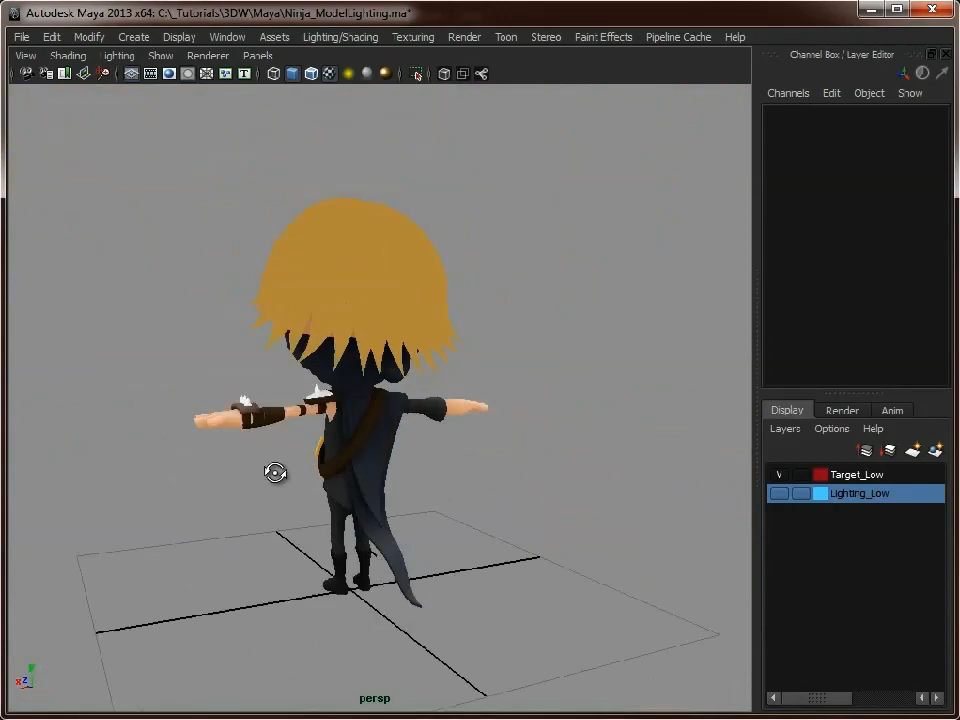 Autodesk Maya 2013 x64: C:\_Tutorials\3DW\Maya\Ninja_ModelLighting.ma*
File Edit Modify Create Display Window Assets Lighting/Shading Texturing Render Toon Stereo Paint Effects Pipeline Cache Help
View Shading Lighting Show Renderer Panels
Channel Box / Layer Editor
Channels Edit Object Show
Display Render Anim
Layers Options Help
V Target_Low
Lighting_Low
persp
Y
X Z